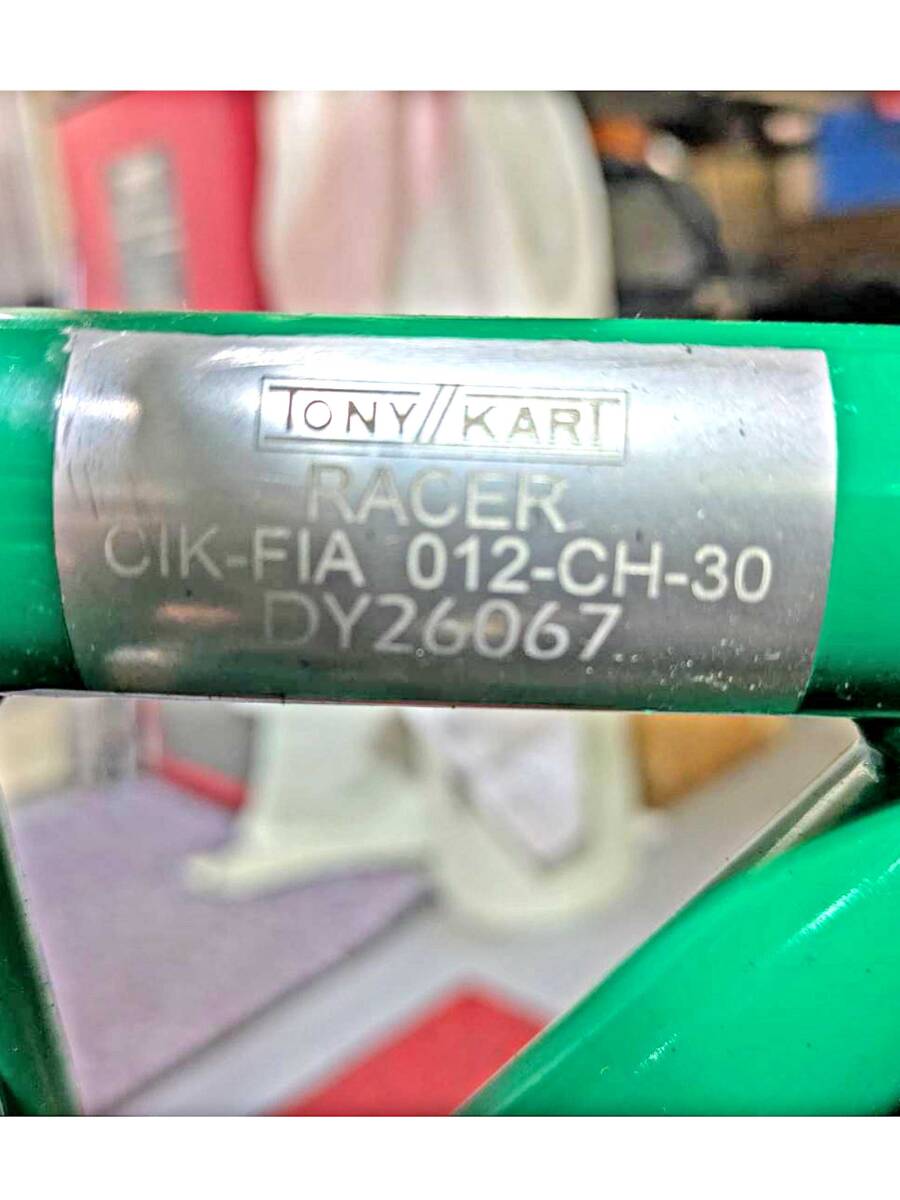 TONY//KART
RACER
CIK-FIA 012-CH-30
DY26067